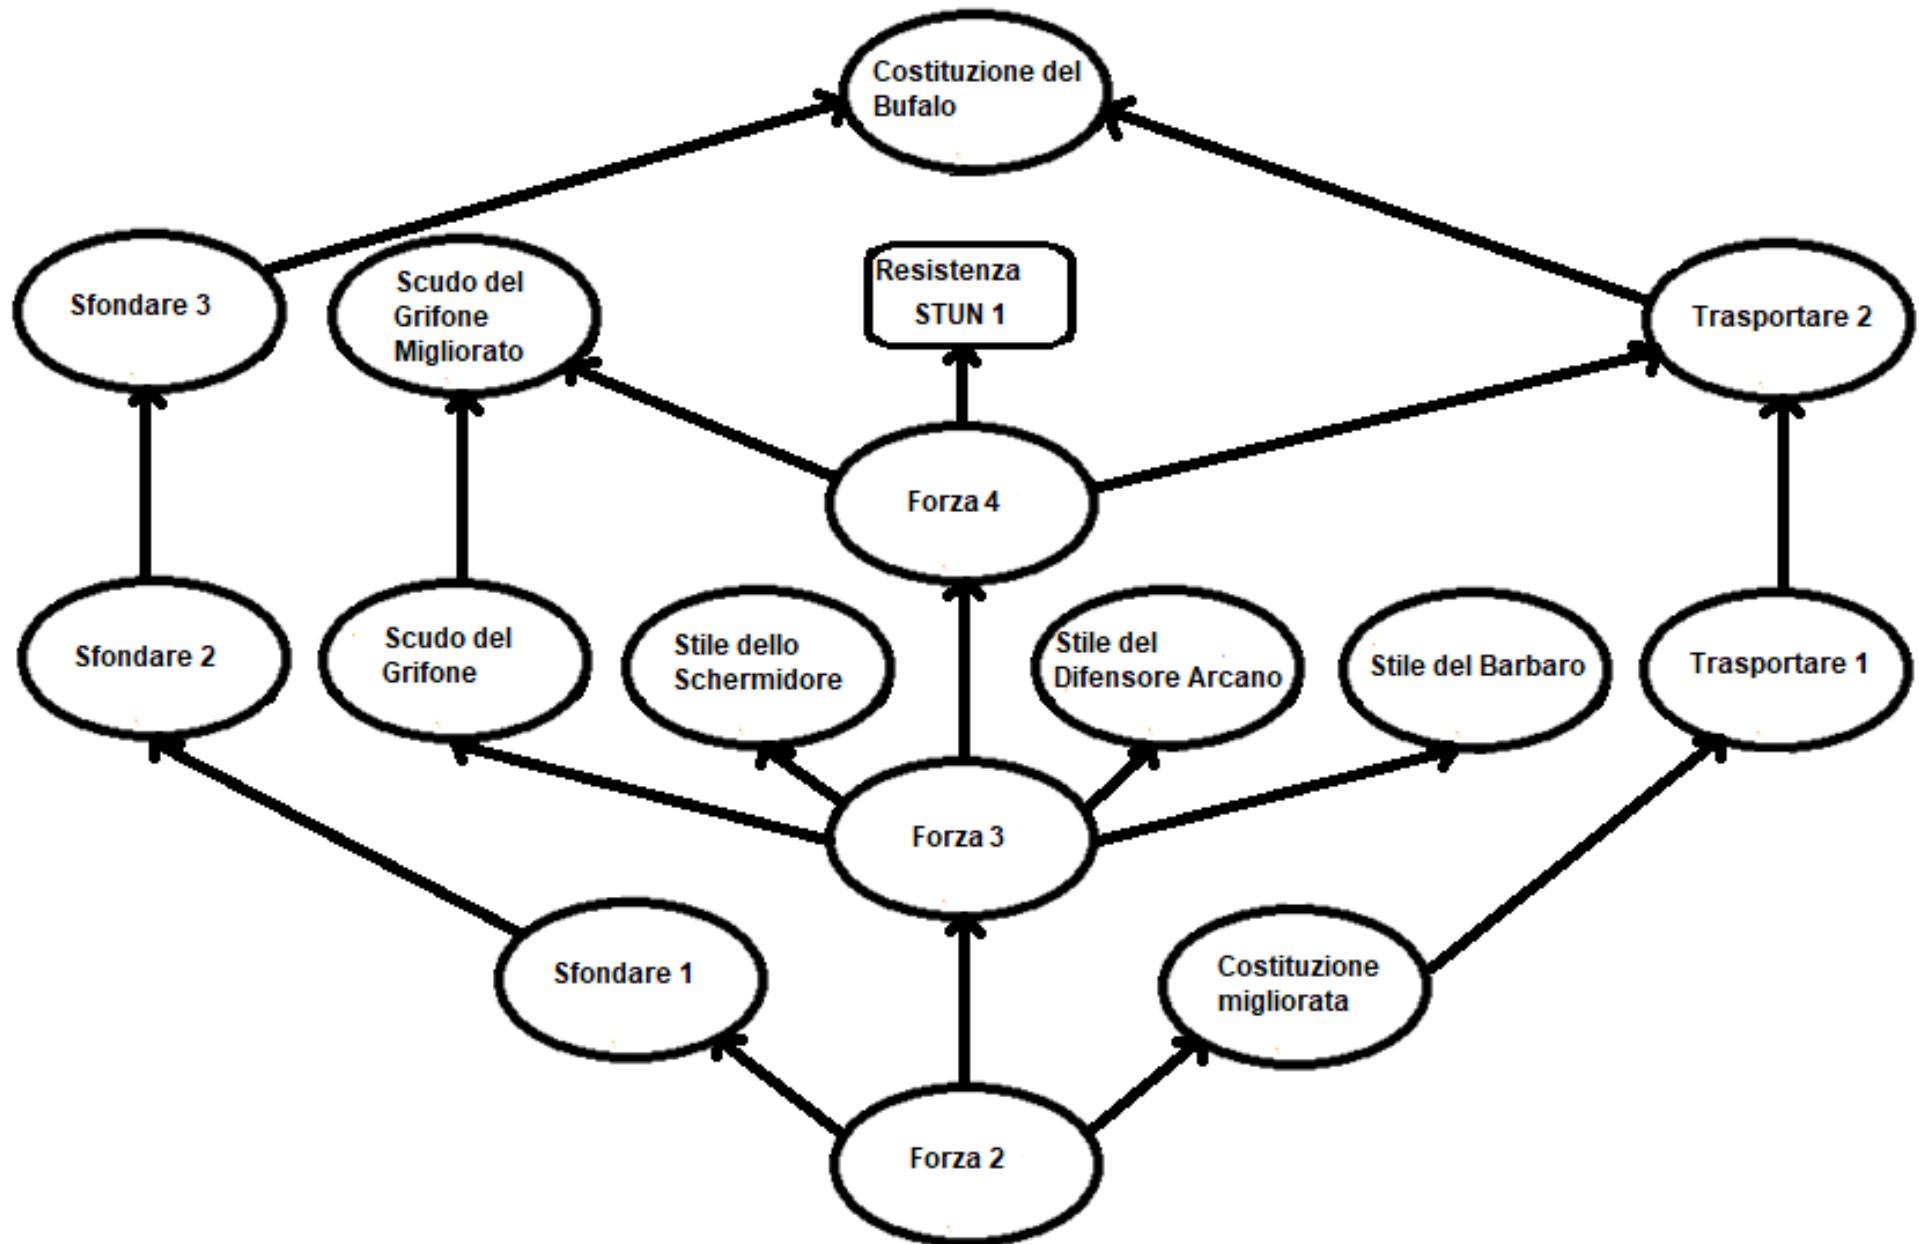 Costituzione del
Bufalo
Sfondare 3
Scudo del
Grifone
Migliorato
Resistenza
STUN 1
Trasportare 2
Forza 4
Sfondare 2
Scudo del
Grifone
Stile dello
Schermidore
Stile del
Difensore Arcano
Stile del Barbaro
Trasportare 1
Forza 3
Sfondare 1
Costituzione
migliorata
Forza 2